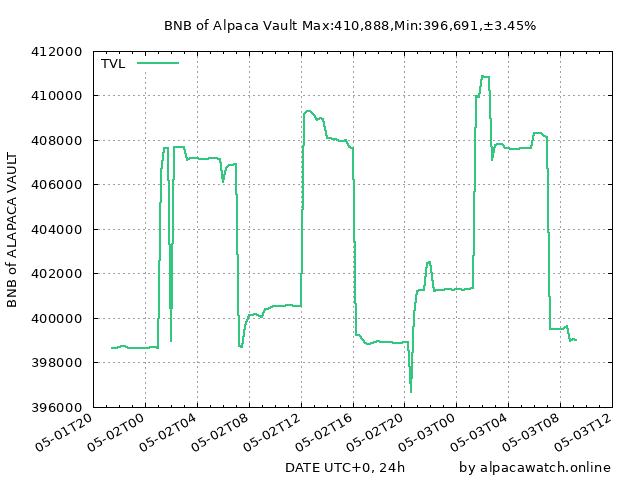 BNB of Alpaca Vault Max:410,888,Min:396,691,±3.45%
TVL
412000
410000
408000
406000
404000
402000
400000
398000
396000
BNB of ALAPACA VAULT
05-01T20
05-02T00
05-02T04
05-02T08
05-02T12
05-02T16
05-02T20
05-03T00
05-03T04
05-03T08
05-03T12
DATE UTC+0, 24h
by alpacawatch.online